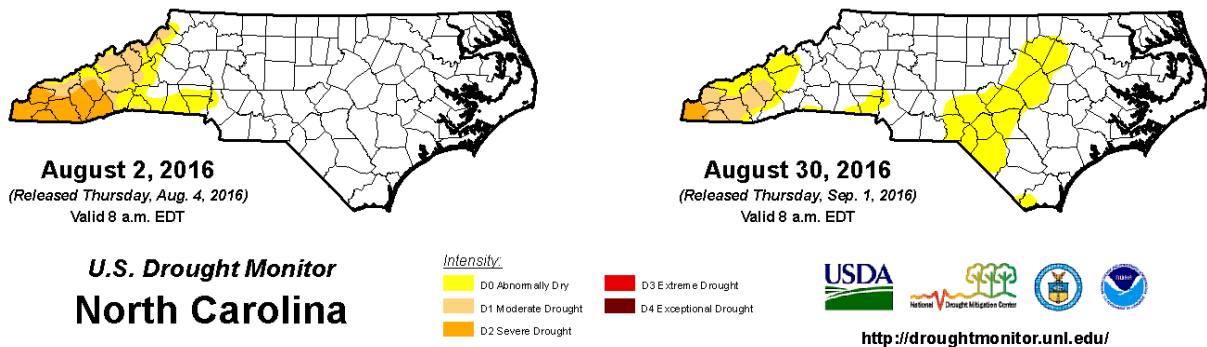 August 2, 2016
(Released Thursday, Aug. 4, 2016)
Valid 8 a.m. EDT
August 30, 2016
(Released Thursday, Sep. 1, 2016)
Valid 8 a.m. EDT
U.S. Drought Monitor
North Carolina
Intensity:
D0 Abnormally Dry
D1 Moderate Drought
D2 Severe Drought
D3 Extreme Drought
D4 Exceptional Drought
USDA
National Drought Mitigation Center
http://droughtmonitor.unl.edu/